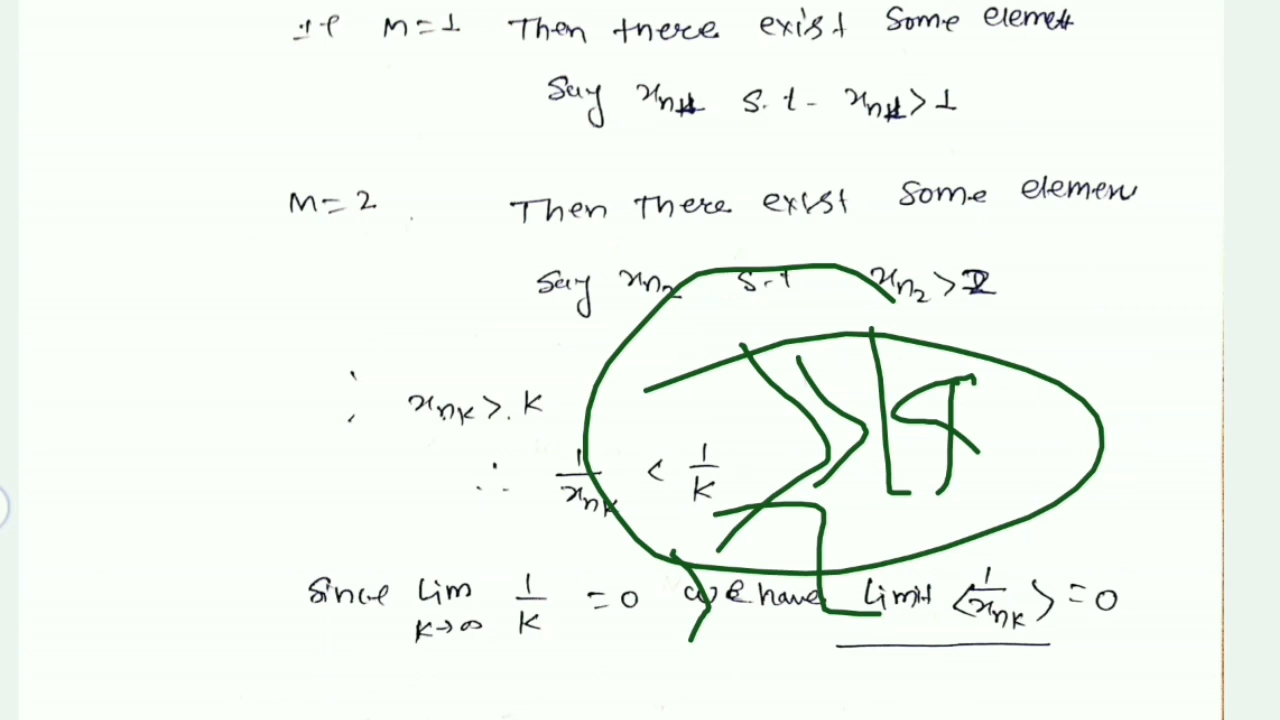 If M=1 Then there exist Some element
Say x_{n_1} S.t- x_{n_1}>1
M=2 Then there exist Some elemen
Say x_{n_2} s.t x_{n_2}>2
∴ x_{n_k}>. k
∴ 1/x_{n_k} < 1/k
Since lim_{k→∞} 1/k =0 we have limit <1/x_{n_k}> =0